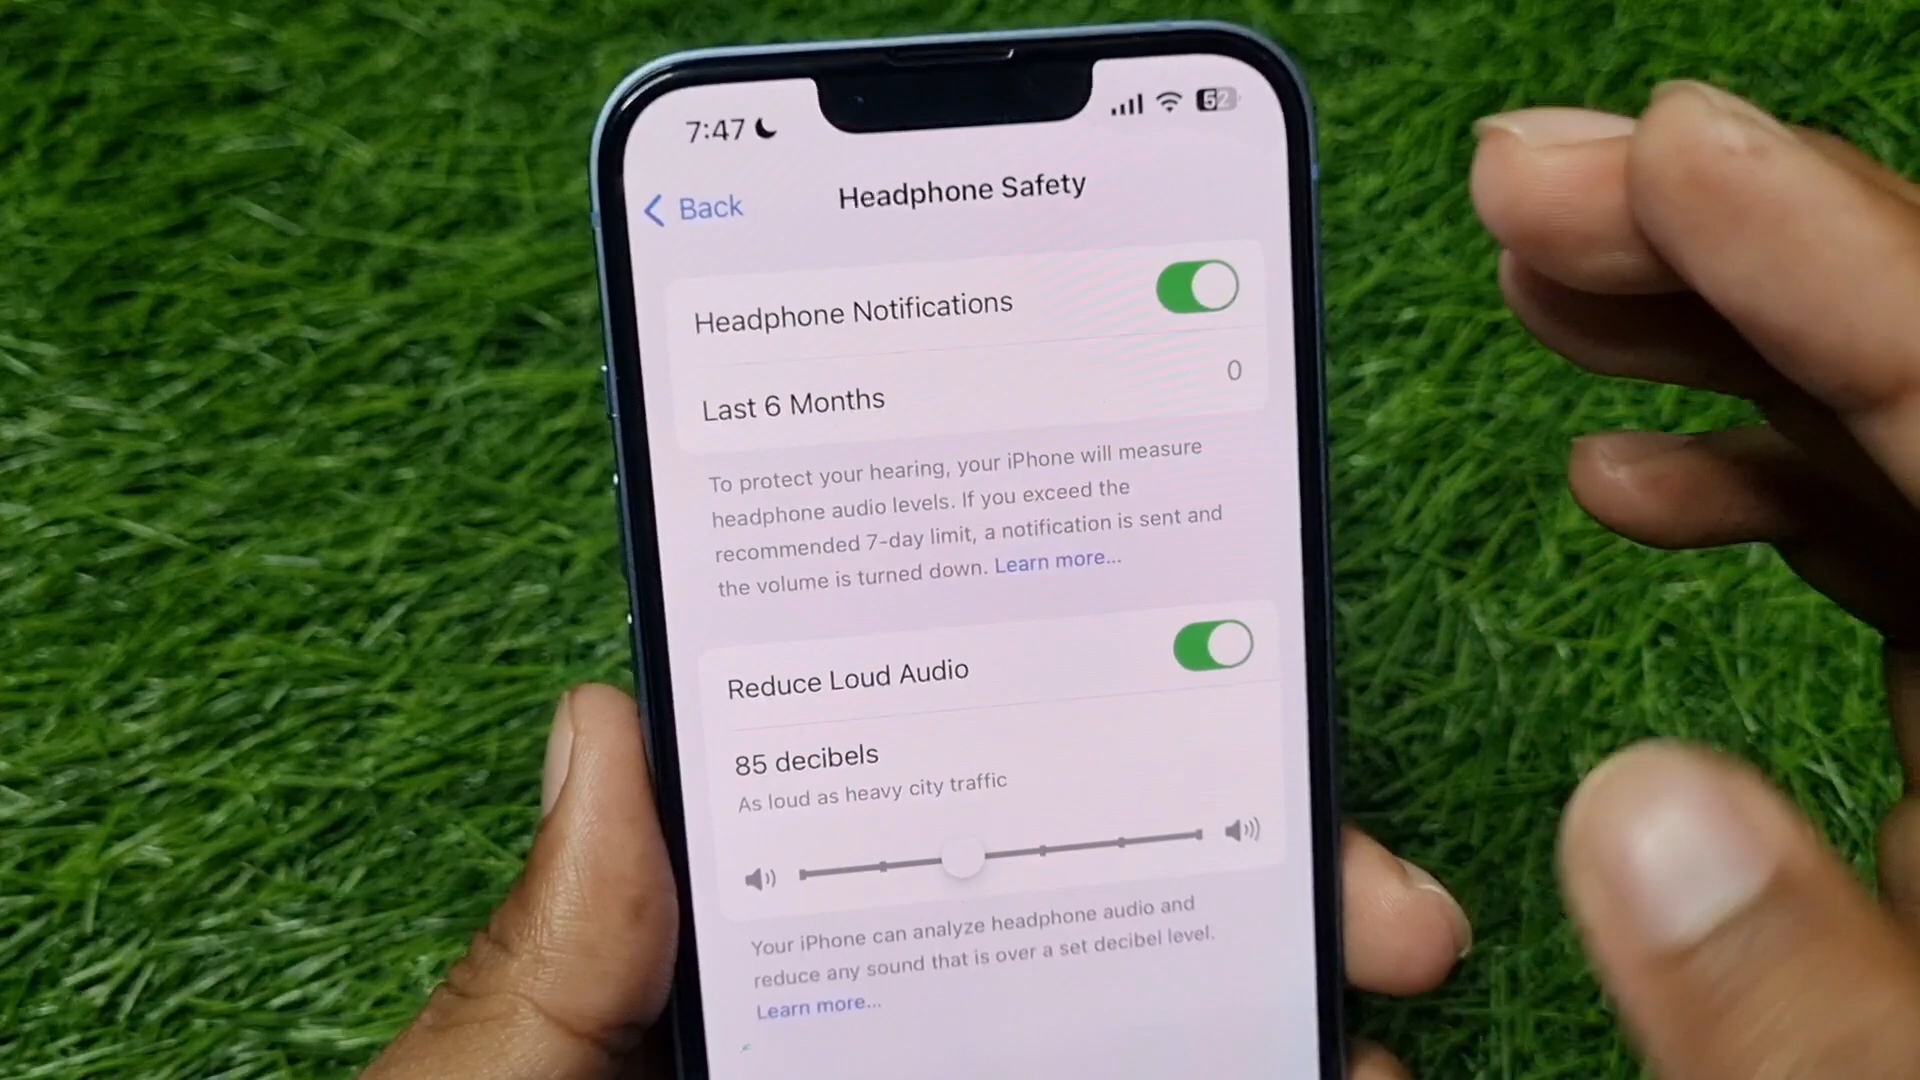 7:47
52
Back
Headphone Safety
Headphone Notifications
Last 6 Months
0
To protect your hearing, your iPhone will measure
headphone audio levels. If you exceed the
recommended 7-day limit, a notification is sent and
the volume is turned down. Learn more...
Reduce Loud Audio
85 decibels
As loud as heavy city traffic
Your iPhone can analyze headphone audio and
reduce any sound that is over a set decibel level.
Learn more...